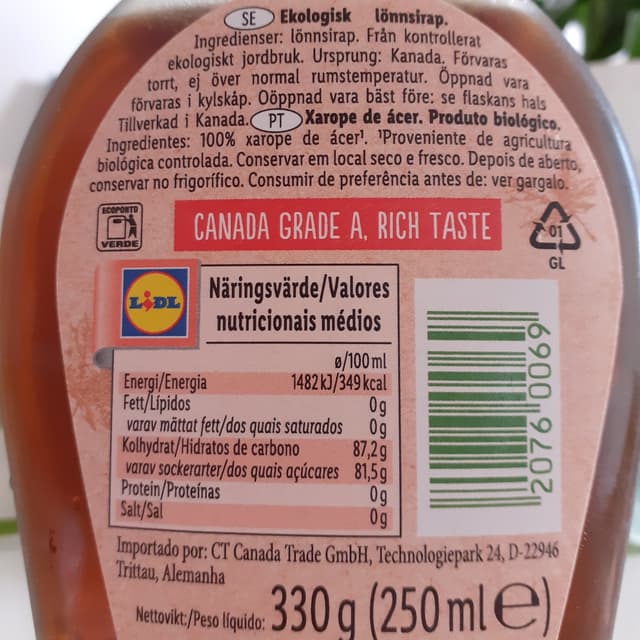 SE Ekologisk lönnsirap.
Ingredienser: lönnsirap. Från kontrollerat
ekologiskt jordbruk. Ursprung: Kanada. Förvaras
torrt, ej över normal rumstemperatur. Öppnad vara
förvaras i kylskåp. Oöppnad vara bäst före: se flaskans hals
Tillverkad i Kanada. PT Xarope de ácer. Produto biológico.
Ingredientes: 100% xarope de ácer¹. ¹Proveniente de agricultura
biológica controlada. Conservar em local seco e fresco. Depois de aberto,
conservar no frigorífico. Consumir de preferência antes de: ver gargalo.
ECOPONTO
VERDE
CANADA GRADE A, RICH TASTE
01
GL
LIDL
Näringsvärde/Valores
nutricionais médios
ø/100 ml
Energi/Energia 1482 kJ/349 kcal
Fett/Lípidos 0 g
varav mättat fett/dos quais saturados 0 g
Kolhydrat/Hidratos de carbono 87,2 g
varav sockerarter/dos quais açúcares 81,5 g
Protein/Proteínas 0 g
Salt/Sal 0 g
2076 0069
Importado por: CT Canada Trade GmbH, Technologiepark 24, D-22946
Trittau, Alemanha
Nettovikt:/Peso líquido: 330 g (250 ml ℮)